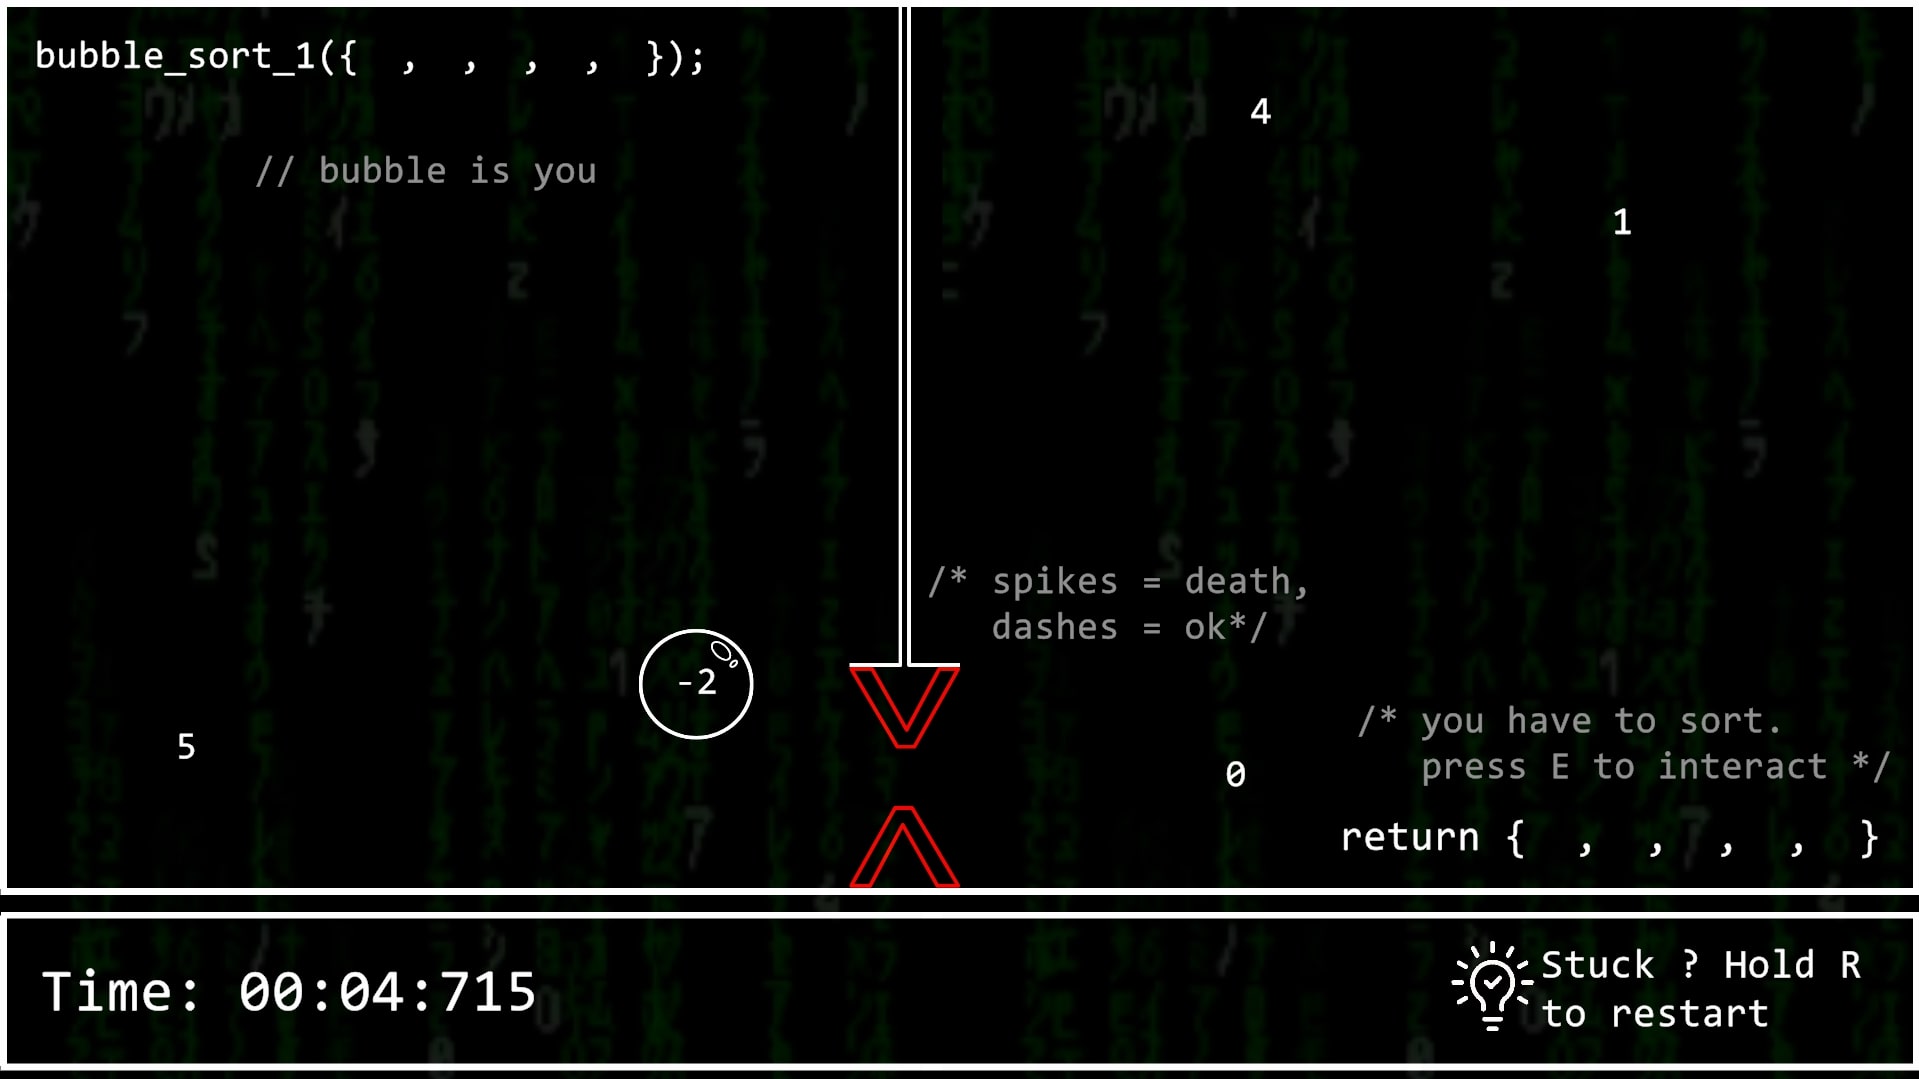 bubble_sort_1({  ,  ,  ,  ,  });
// bubble is you
4
1
/* spikes = death,
dashes = ok*/
-2
5
0
/* you have to sort.
press E to interact */
return {  ,  ,  ,  ,  }
Time: 00:04:715
Stuck ? Hold R
to restart